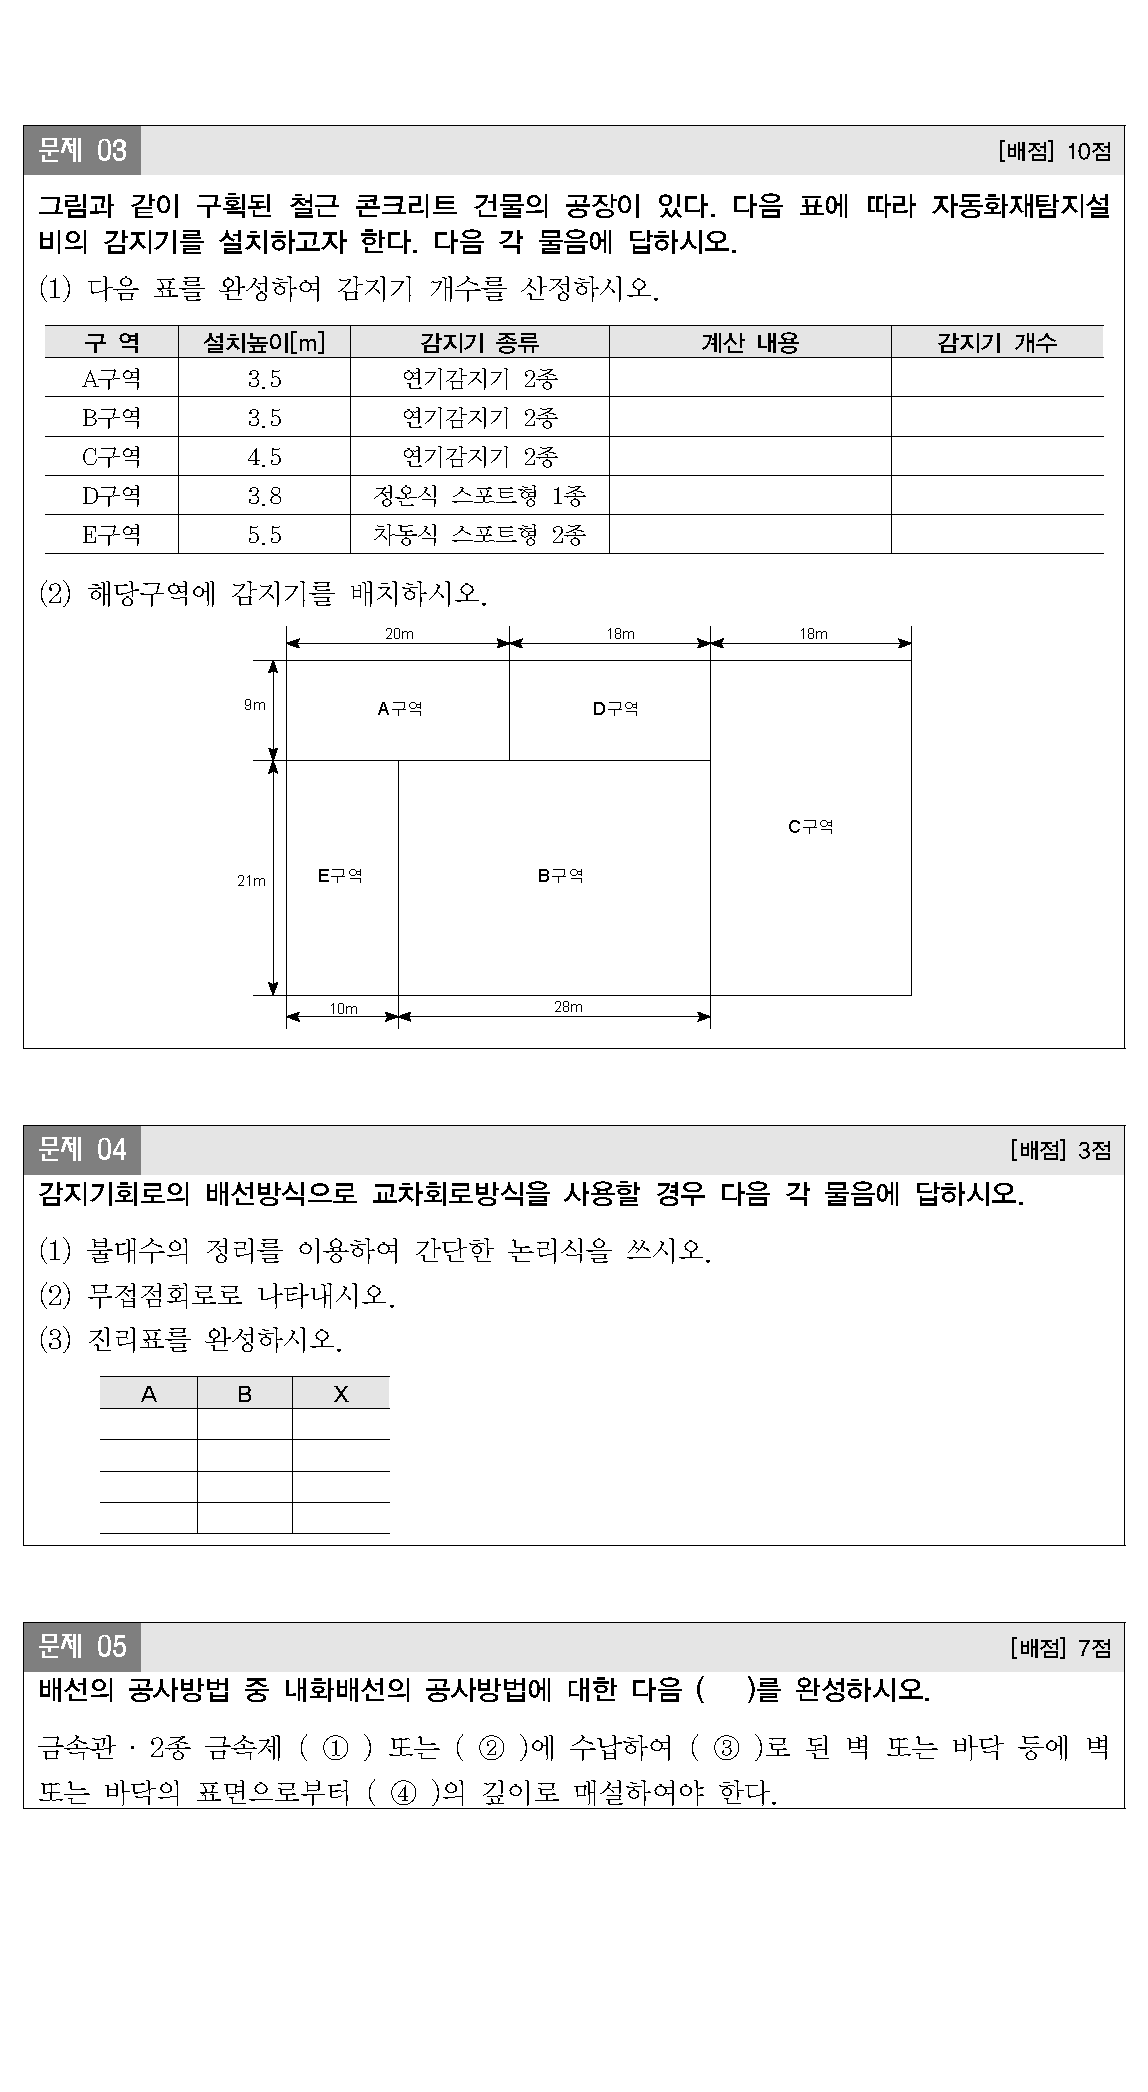 문제 03 [배점] 10점
그림과 같이 구획된 철근 콘크리트 건물의 공장이 있다. 다음 표에 따라 자동화재탐지설
비의 감지기를 설치하고자 한다. 다음 각 물음에 답하시오.
(1) 다음 표를 완성하여 감지기 개수를 산정하시오.
구 역 설치높이[m] 감지기 종류 계산 내용 감지기 개수
A구역 3.5 연기감지기 2종
B구역 3.5 연기감지기 2종
C구역 4.5 연기감지기 2종
D구역 3.8 정온식 스포트형 1종
E구역 5.5 차동식 스포트형 2종
(2) 해당구역에 감지기를 배치하시오.
20m 18m 18m
9m A구역 D구역
C구역
21m E구역 B구역
10m 28m
문제 04 [배점] 3점
감지기회로의 배선방식으로 교차회로방식을 사용할 경우 다음 각 물음에 답하시오.
(1) 불대수의 정리를 이용하여 간단한 논리식을 쓰시오.
(2) 무접점회로로 나타내시오.
(3) 진리표를 완성하시오.
A B X
문제 05 [배점] 7점
배선의 공사방법 중 내화배선의 공사방법에 대한 다음 ( )를 완성하시오.
금속관 · 2종 금속제 ( ① ) 또는 ( ② )에 수납하여 ( ③ )로 된 벽 또는 바닥 등에 벽
또는 바닥의 표면으로부터 ( ④ )의 깊이로 매설하여야 한다.